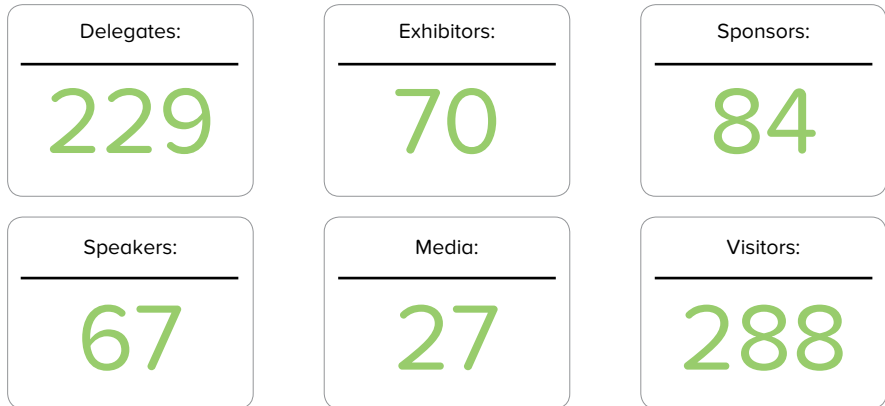 Delegates:
229
Exhibitors:
70
Sponsors:
84
Speakers:
67
Media:
27
Visitors:
288